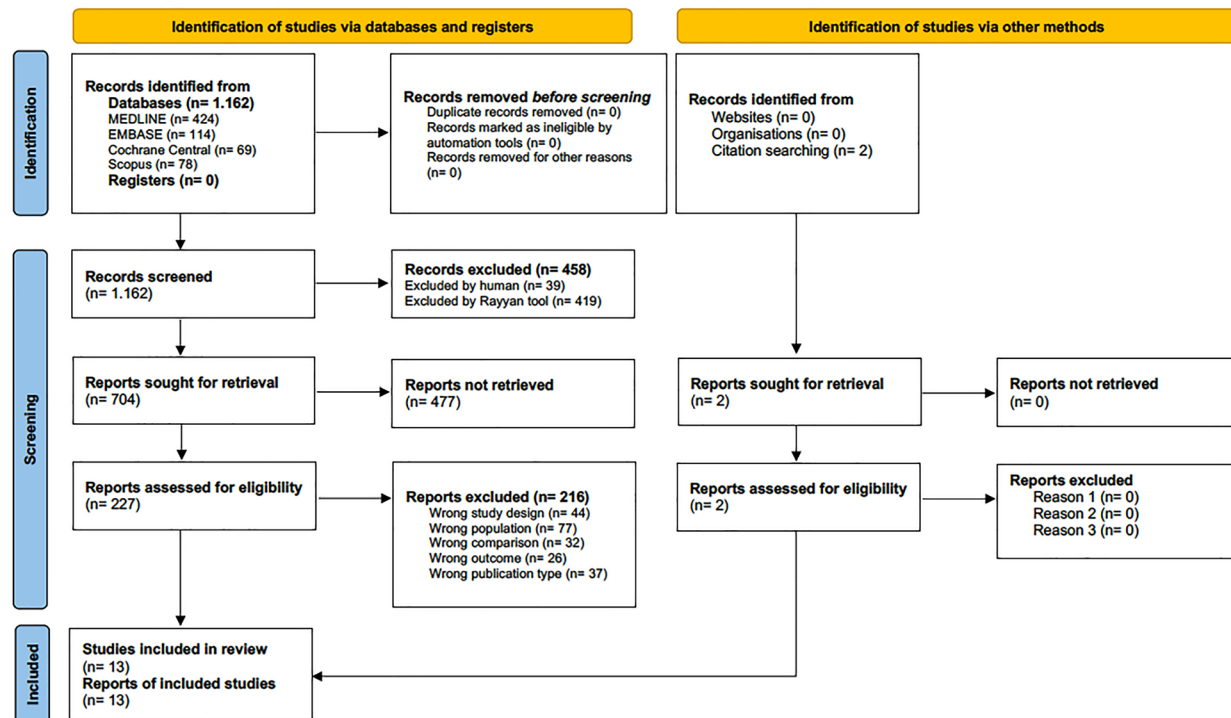 Identification of studies via databases and registers
Identification of studies via other methods
Identification
Records identified from
Databases (n= 1.162)
MEDLINE (n= 424)
EMBASE (n= 114)
Cochrane Central (n= 69)
Scopus (n= 78)
Registers (n= 0)
Records removed before screening
Duplicate records removed (n= 0)
Records marked as ineligible by
automation tools (n= 0)
Records removed for other reasons
(n= 0)
Records identified from
Websites (n= 0)
Organisations (n= 0)
Citation searching (n= 2)
Screening
Records screened
(n= 1.162)
Records excluded (n= 458)
Excluded by human (n= 39)
Excluded by Rayyan tool (n= 419)
Reports sought for retrieval
(n= 704)
Reports not retrieved
(n= 477)
Reports sought for retrieval
(n= 2)
Reports not retrieved
(n= 0)
Reports assessed for eligibility
(n= 227)
Reports excluded (n= 216)
Wrong study design (n= 44)
Wrong population (n= 77)
Wrong comparison (n= 32)
Wrong outcome (n= 26)
Wrong publication type (n= 37)
Reports assessed for eligibility
(n= 2)
Reports excluded
Reason 1 (n= 0)
Reason 2 (n= 0)
Reason 3 (n= 0)
Included
Studies included in review
(n= 13)
Reports of included studies
(n= 13)